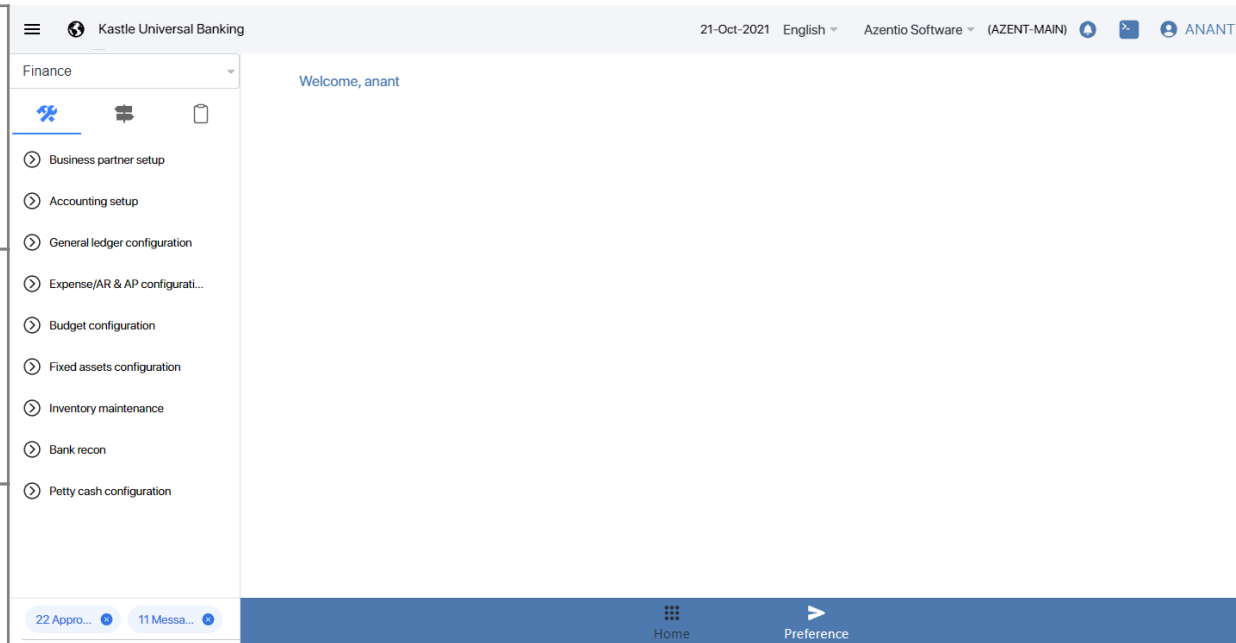 Kastle Universal Banking 21-Oct-2021 English Azentio Software (AZENT-MAIN) ANANT
Finance
Welcome, anant
Business partner setup
Accounting setup
General ledger configuration
Expense/AR & AP configurati...
Budget configuration
Fixed assets configuration
Inventory maintenance
Bank recon
Petty cash configuration
22 Appro... 11 Messa...
Home Preference